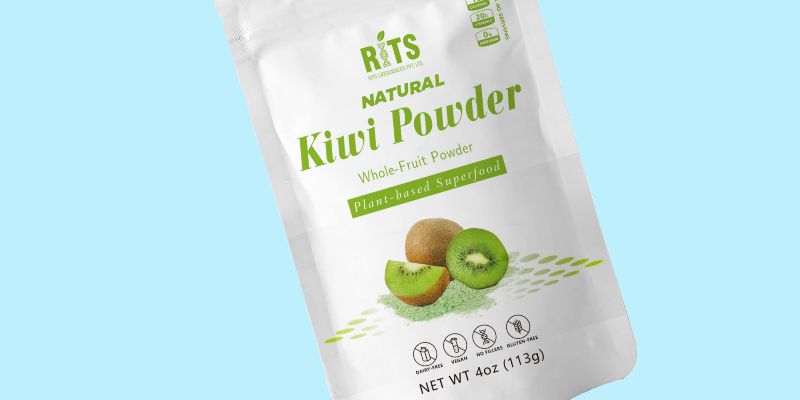 RiTS
RITS LIFESCIENCES PVT. LTD.
NATURAL
Kiwi Powder
Whole-Fruit Powder
Plant-based Superfood
DAIRY-FREE
VEGAN
NO FILLERS
GLUTEN-FREE
NET WT 4oz (113g)